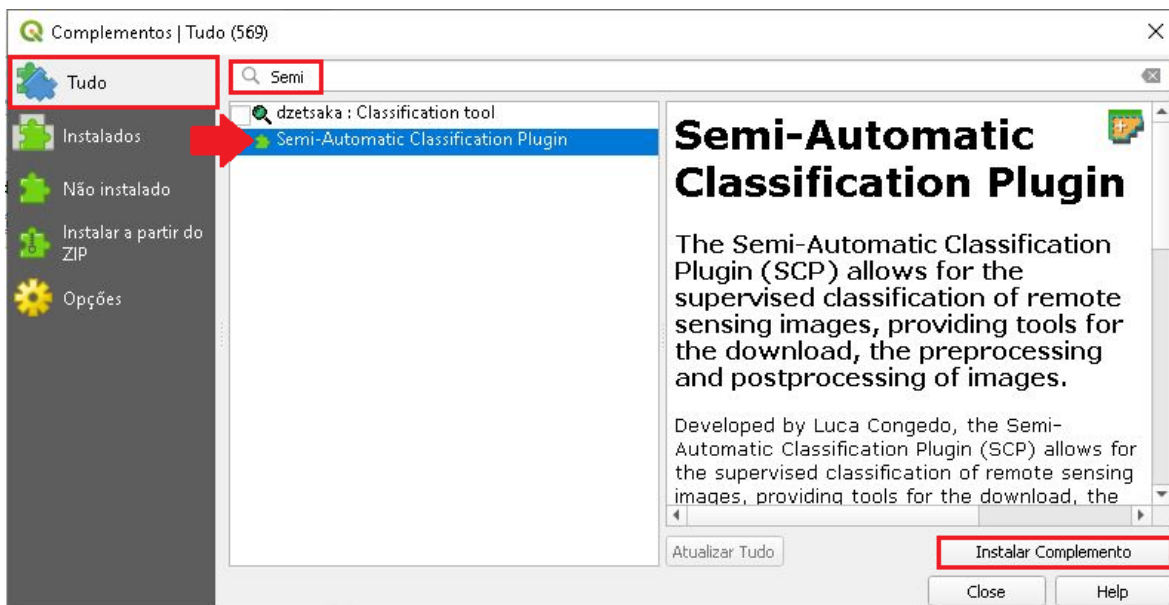 Complementos | Tudo (569)
Tudo
Instalados
Não instalado
Instalar a partir do
ZIP
Opções
Semi
dzetsaka : Classification tool
Semi-Automatic Classification Plugin
Semi-Automatic
Classification Plugin
The Semi-Automatic Classification
Plugin (SCP) allows for the
supervised classification of remote
sensing images, providing tools for
the download, the preprocessing
and postprocessing of images.
Developed by Luca Congedo, the Semi-
Automatic Classification Plugin (SCP) allows for
the supervised classification of remote sensing
images, providing tools for the download, the
Atualizar Tudo
Instalar Complemento
Close
Help